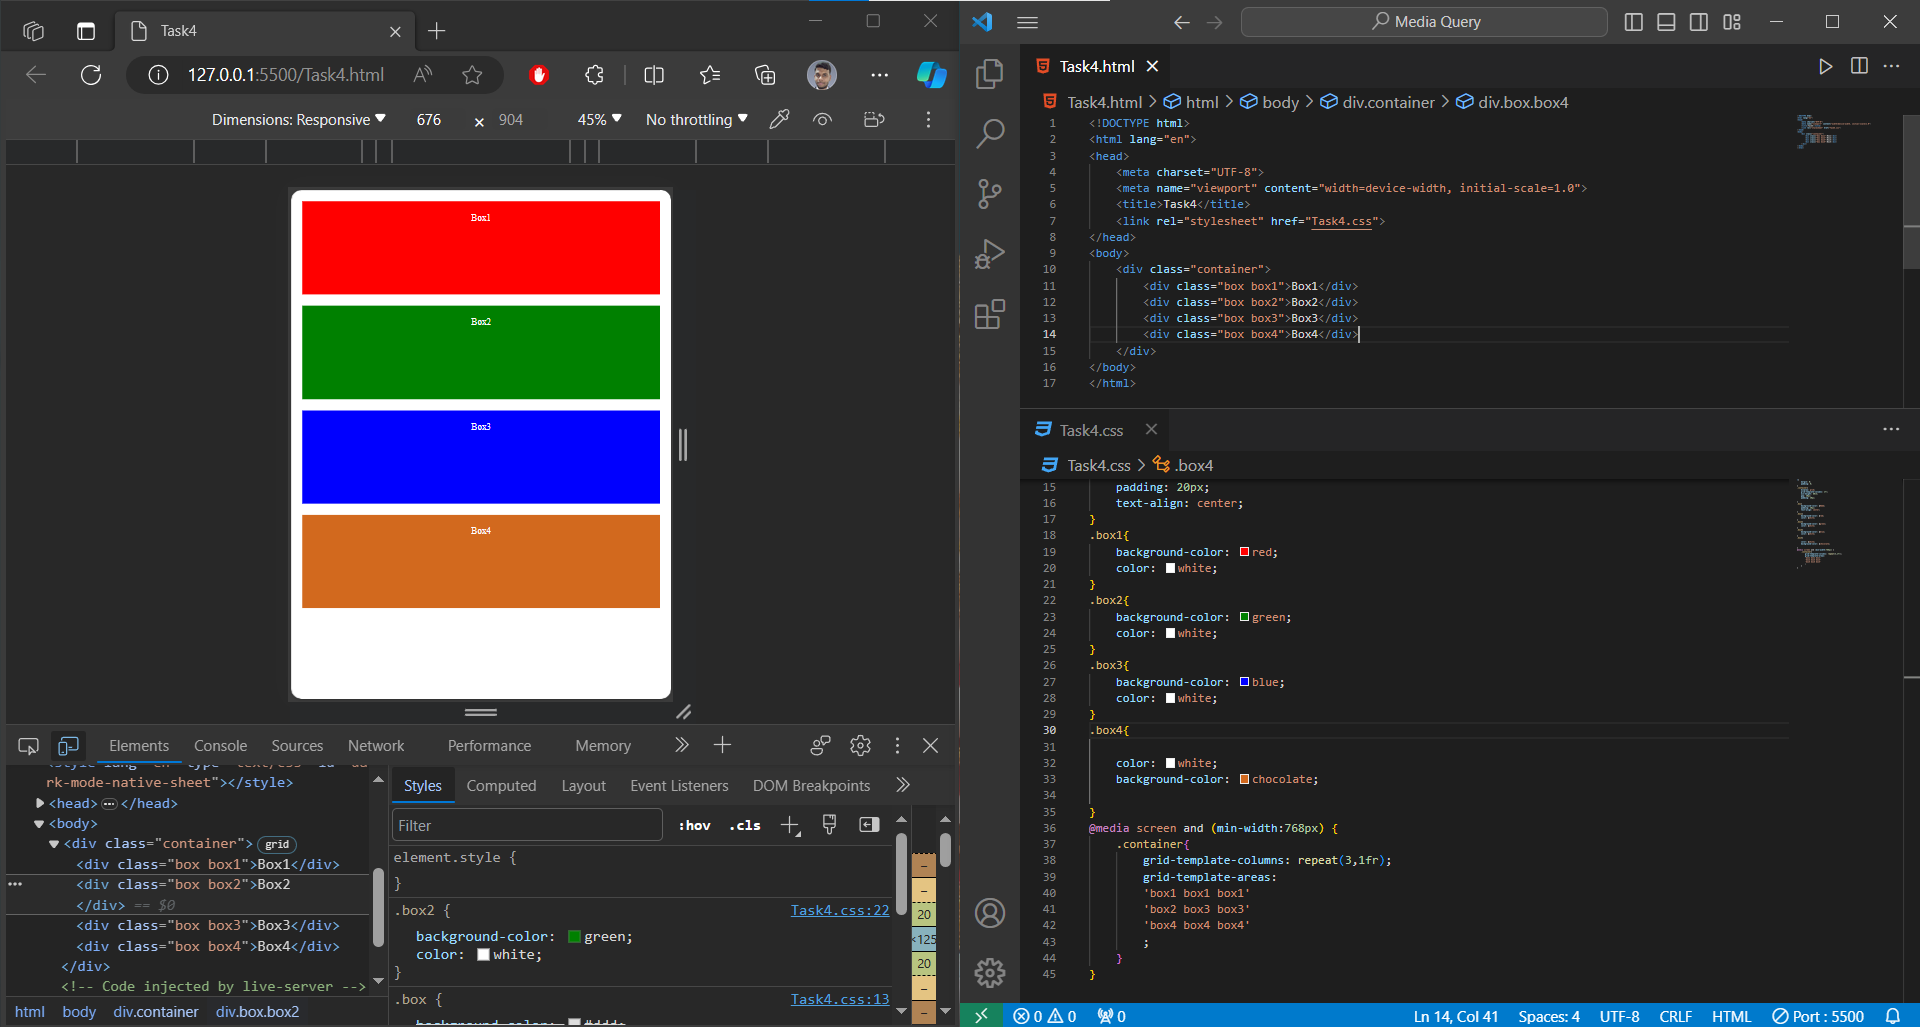 Task4
127.0.0.1:5500/Task4.html
Dimensions: Responsive 676 × 904 45% No throttling
Box1
Box2
Box3
Box4
Elements Console Sources Network Performance Memory
rk-mode-native-sheet"></style>
<head> </head>
<body>
<div class="container"> grid
<div class="box box1">Box1</div>
<div class="box box2">Box2
</div> == $0
<div class="box box3">Box3</div>
<div class="box box4">Box4</div>
</div>
<!-- Code injected by live-server -->
html body div.container div.box.box2
Styles Computed Layout Event Listeners DOM Breakpoints
Filter :hov .cls
element.style {
}
.box2 { Task4.css:22
background-color: green;
color: white;
}
.box { Task4.css:13
20
20
Media Query
Task4.html
Task4.html > html > body > div.container > div.box.box4
1 <!DOCTYPE html>
2 <html lang="en">
3 <head>
4 <meta charset="UTF-8">
5 <meta name="viewport" content="width=device-width, initial-scale=1.0">
6 <title>Task4</title>
7 <link rel="stylesheet" href="Task4.css">
8 </head>
9 <body>
10 <div class="container">
11 <div class="box box1">Box1</div>
12 <div class="box box2">Box2</div>
13 <div class="box box3">Box3</div>
14 <div class="box box4">Box4</div>
15 </div>
16 </body>
17 </html>
Task4.css
Task4.css > .box4
15 padding: 20px;
16 text-align: center;
17 }
18 .box1{
19 background-color: red;
20 color: white;
21 }
22 .box2{
23 background-color: green;
24 color: white;
25 }
26 .box3{
27 background-color: blue;
28 color: white;
29 }
30 .box4{
31
32 color: white;
33 background-color: chocolate;
34
35 }
36 @media screen and (min-width:768px) {
37 .container{
38 grid-template-columns: repeat(3,1fr);
39 grid-template-areas:
40 'box1 box1 box1'
41 'box2 box3 box3'
42 'box4 box4 box4'
43 ;
44 }
45 }
0 0 0 Ln 14, Col 41 Spaces: 4 UTF-8 CRLF HTML Port : 5500